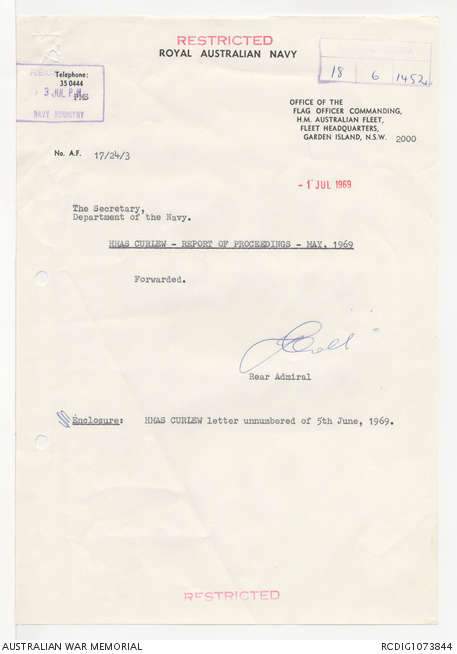 RESTRICTED
ROYAL AUSTRALIAN NAVY
18 6 1452
Telephone:
35 0444
3 JUL P.M
NAVY REGISTRY
OFFICE OF THE
FLAG OFFICER COMMANDING,
H.M. AUSTRALIAN FLEET,
FLEET HEADQUARTERS,
GARDEN ISLAND, N.S.W. 2000
No. A.F. 17/24/3
- 1 JUL 1969
The Secretary,
Department of the Navy.
HMAS CURLEW - REPORT OF PROCEEDINGS - MAY, 1969
Forwarded.
Rear Admiral
Enclosure: HMAS CURLEW letter unnumbered of 5th June, 1969.
RESTRICTED
AUSTRALIAN WAR MEMORIAL
RCDIG1073844